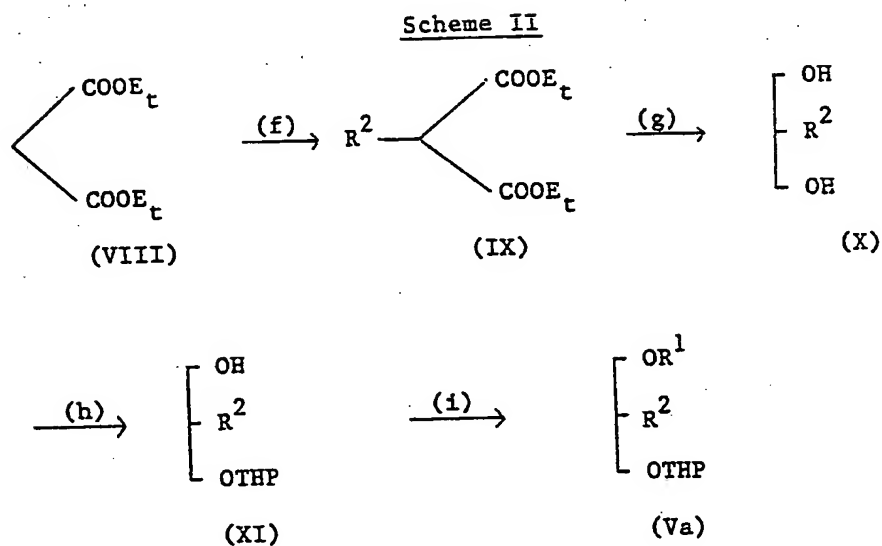 Scheme II
COOEt
COOEt
(VIII)
(f)
R2
COOEt
COOEt
(IX)
(g)
OH
R2
OH
(X)
(h)
OH
R2
OTHP
(XI)
(i)
OR1
R2
OTHP
(Va)